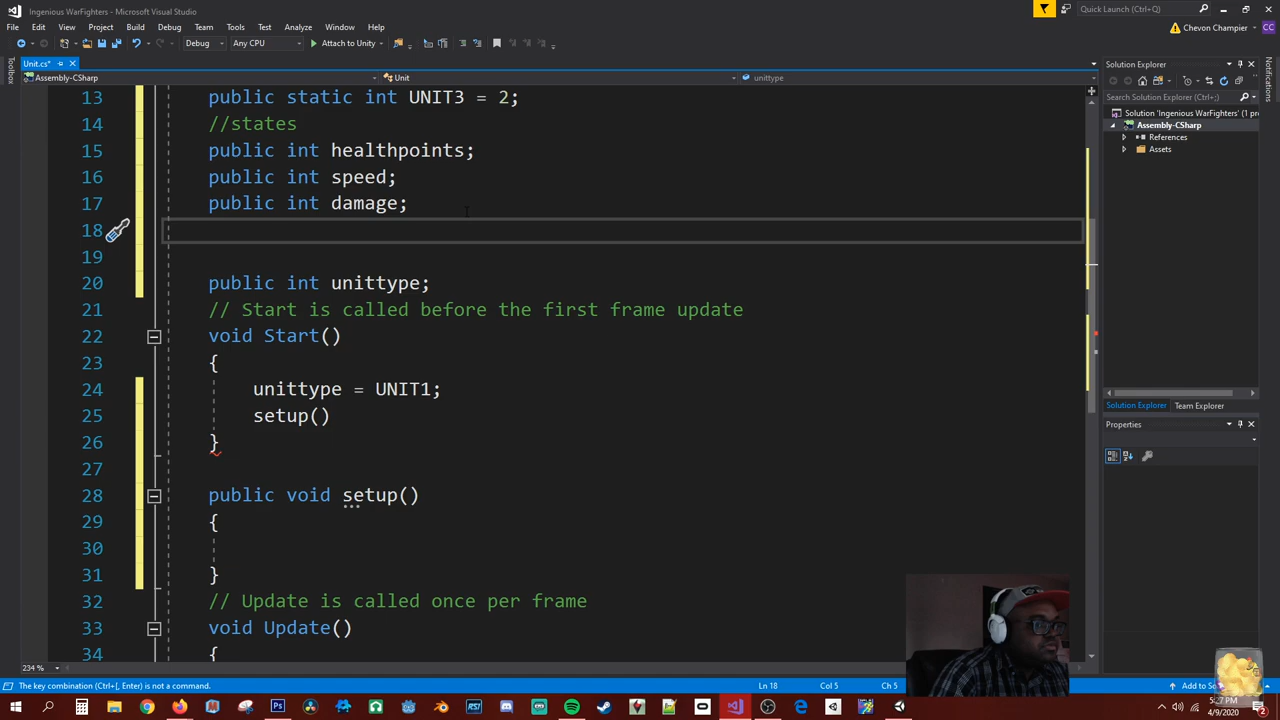 Ingenious WarFighters - Microsoft Visual Studio
Quick Launch (Ctrl+Q)
File Edit View Project Build Debug Team Tools Test Analyze Window Help
Chevon Champier CC
Debug Any CPU Attach to Unity
Toolbox
Unit.cs*
Assembly-CSharp Unit unittype
13 public static int UNIT3 = 2;
14 //states
15 public int healthpoints;
16 public int speed;
17 public int damage;
18
19
20 public int unittype;
21 // Start is called before the first frame update
22 void Start()
23 {
24 unittype = UNIT1;
25 setup()
26 }
27
28 public void setup()
29 {
30
31 }
32 // Update is called once per frame
33 void Update()
34 {
Solution Explorer
Search Solution Explorer (Ctrl+;)
Solution 'Ingenious WarFighters' (1 pro
Assembly-CSharp
References
Assets
Solution Explorer Team Explorer
Properties
Notifications
234 %
The key combination (Ctrl+[, Enter) is not a command.
Ln 18 Col 5 Ch 5
Add to So
4/9/2020